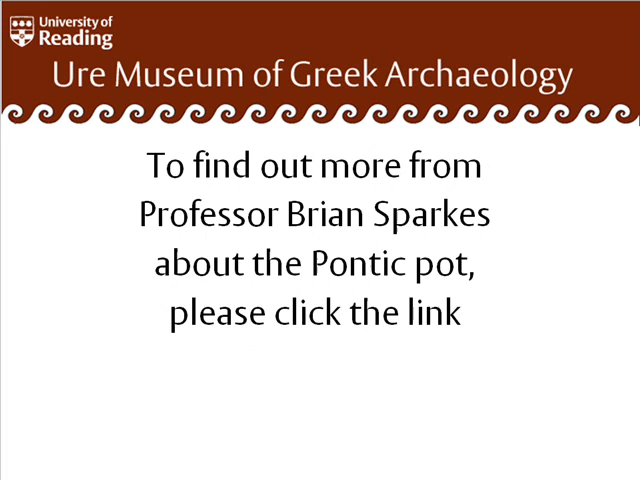 University of
Reading
Ure Museum of Greek Archaeology
To find out more from
Professor Brian Sparkes
about the Pontic pot,
please click the link